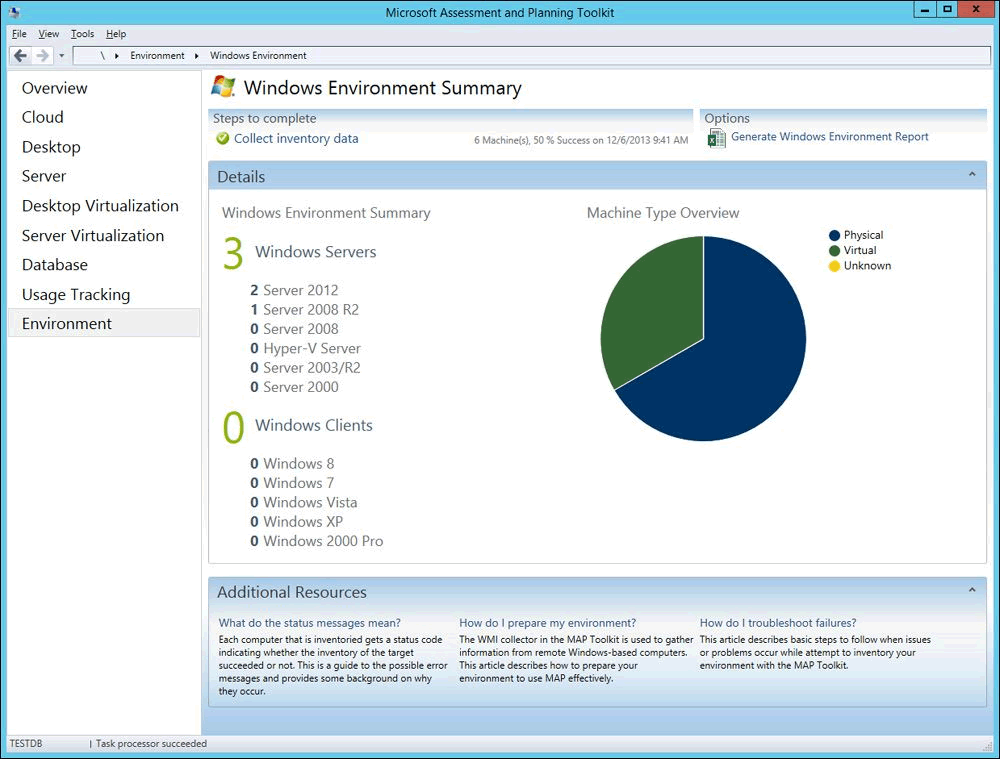 Microsoft Assessment and Planning Toolkit
File View Tools Help
\ Environment Windows Environment
Overview
Cloud
Desktop
Server
Desktop Virtualization
Server Virtualization
Database
Usage Tracking
Environment
Windows Environment Summary
Steps to complete
Collect inventory data
6 Machine(s), 50 % Success on 12/6/2013 9:41 AM
Options
Generate Windows Environment Report
Details
Windows Environment Summary
3 Windows Servers
2 Server 2012
1 Server 2008 R2
0 Server 2008
0 Hyper-V Server
0 Server 2003/R2
0 Server 2000
0 Windows Clients
0 Windows 8
0 Windows 7
0 Windows Vista
0 Windows XP
0 Windows 2000 Pro
Machine Type Overview
Physical
Virtual
Unknown
Additional Resources
What do the status messages mean?
Each computer that is inventoried gets a status code
indicating whether the inventory of the target
succeeded or not. This is a guide to the possible error
messages and provides some background on why
they occur.
How do I prepare my environment?
The WMI collector in the MAP Toolkit is used to gather
information from remote Windows-based computers.
This article describes how to prepare your
environment to use MAP effectively.
How do I troubleshoot failures?
This article describes basic steps to follow when issues
or problems occur while attempt to inventory your
environment with the MAP Toolkit.
TESTDB | Task processor succeeded